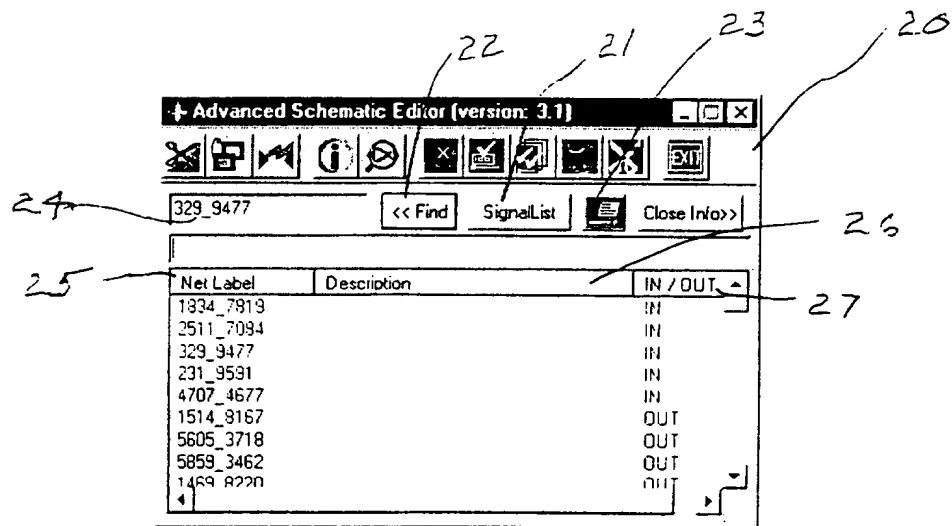 22 21 23 20
Advanced Schematic Editor (version: 3.1)
EXIT
24 329_9477 << Find SignalList Close Info>>
26
25 Net Label Description IN / OUT 27
1834_7819 IN
2511_7094 IN
329_9477 IN
231_9591 IN
4707_4677 IN
1514_8167 OUT
5605_3718 OUT
5859_3462 OUT
1469_8220 OUT